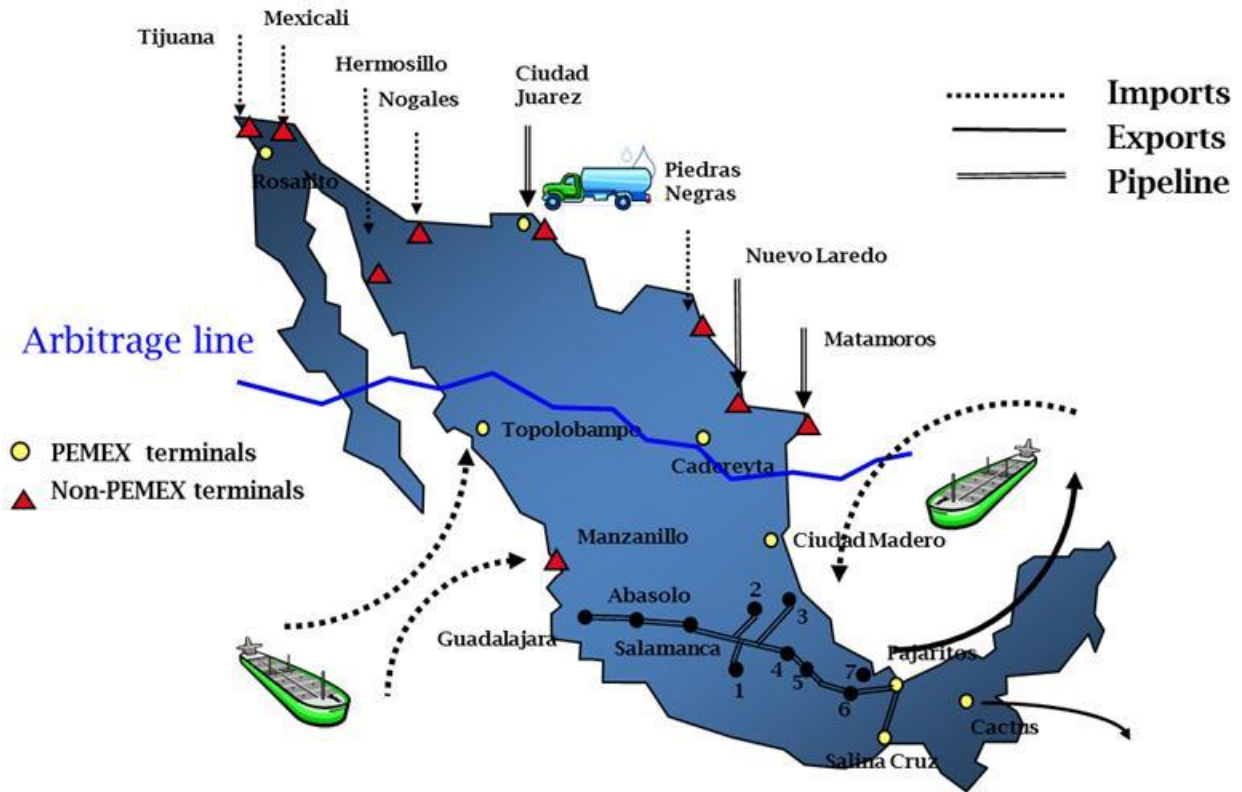 Mexicali
Tijuana
Hermosillo
Nogales
Ciudad
Juarez
Piedras
Negras
Imports
Exports
Pipeline
Rosarito
Nuevo Laredo
Arbitrage line
Matamoros
PEMEX terminals
Non-PEMEX terminals
Topolobampo
Cadereyta
Manzanillo
Ciudad Madero
Abasolo
2
3
Guadalajara
Salamanca
4
Pajaritos
1
5
7
6
Cactus
Salina Cruz